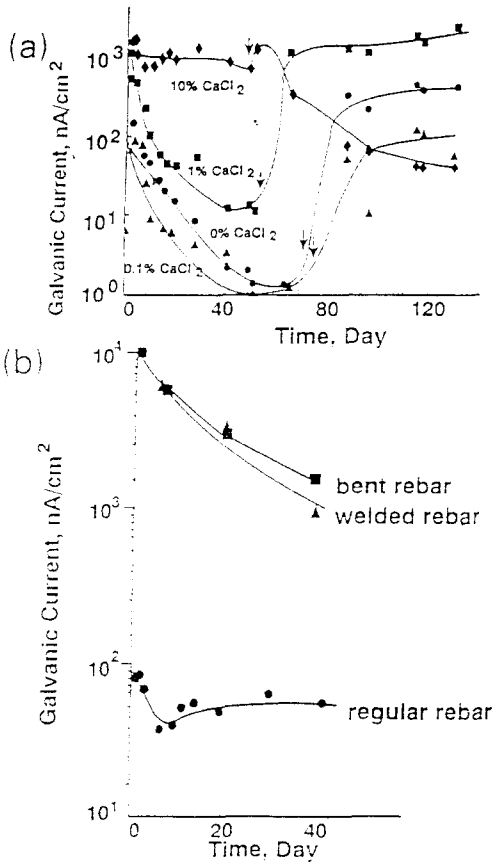 (a)
Galvanic Current, nA/cm²
10³
10²
10¹
10⁰
10% CaCl₂
1% CaCl₂
0% CaCl₂
0.1% CaCl₂
0
40
80
120
Time, Day
(b)
Galvanic Current, nA/cm²
10⁴
10³
10²
10¹
bent rebar
welded rebar
regular rebar
0
20
40
Time, Day